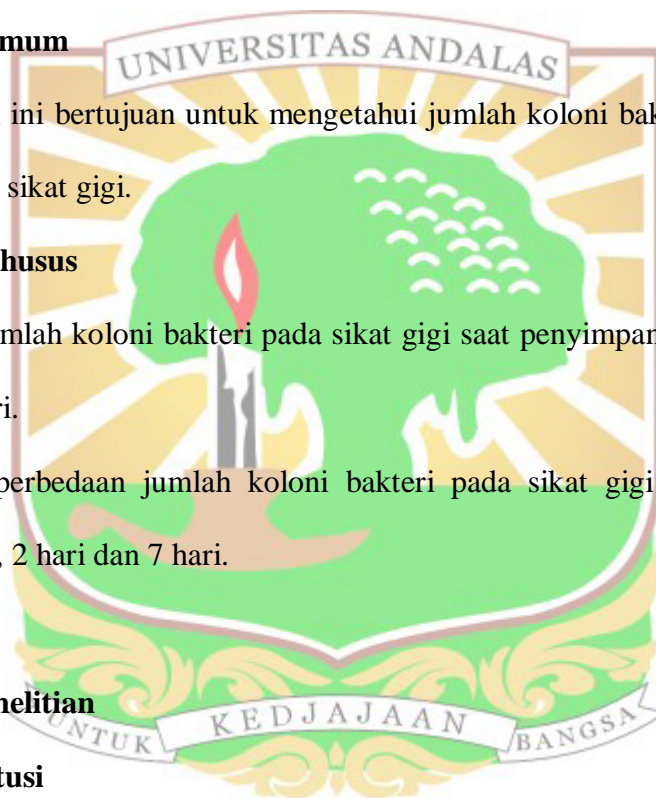 mum
UNIVERSITAS ANDALAS
ini bertujuan untuk mengetahui jumlah koloni bak
sikat gigi.
husus
mlah koloni bakteri pada sikat gigi saat penyimpan
ri.
perbedaan jumlah koloni bakteri pada sikat gigi
, 2 hari dan 7 hari.
nelitian
UNTUK KEDJAJAAN BANGSA
tusi